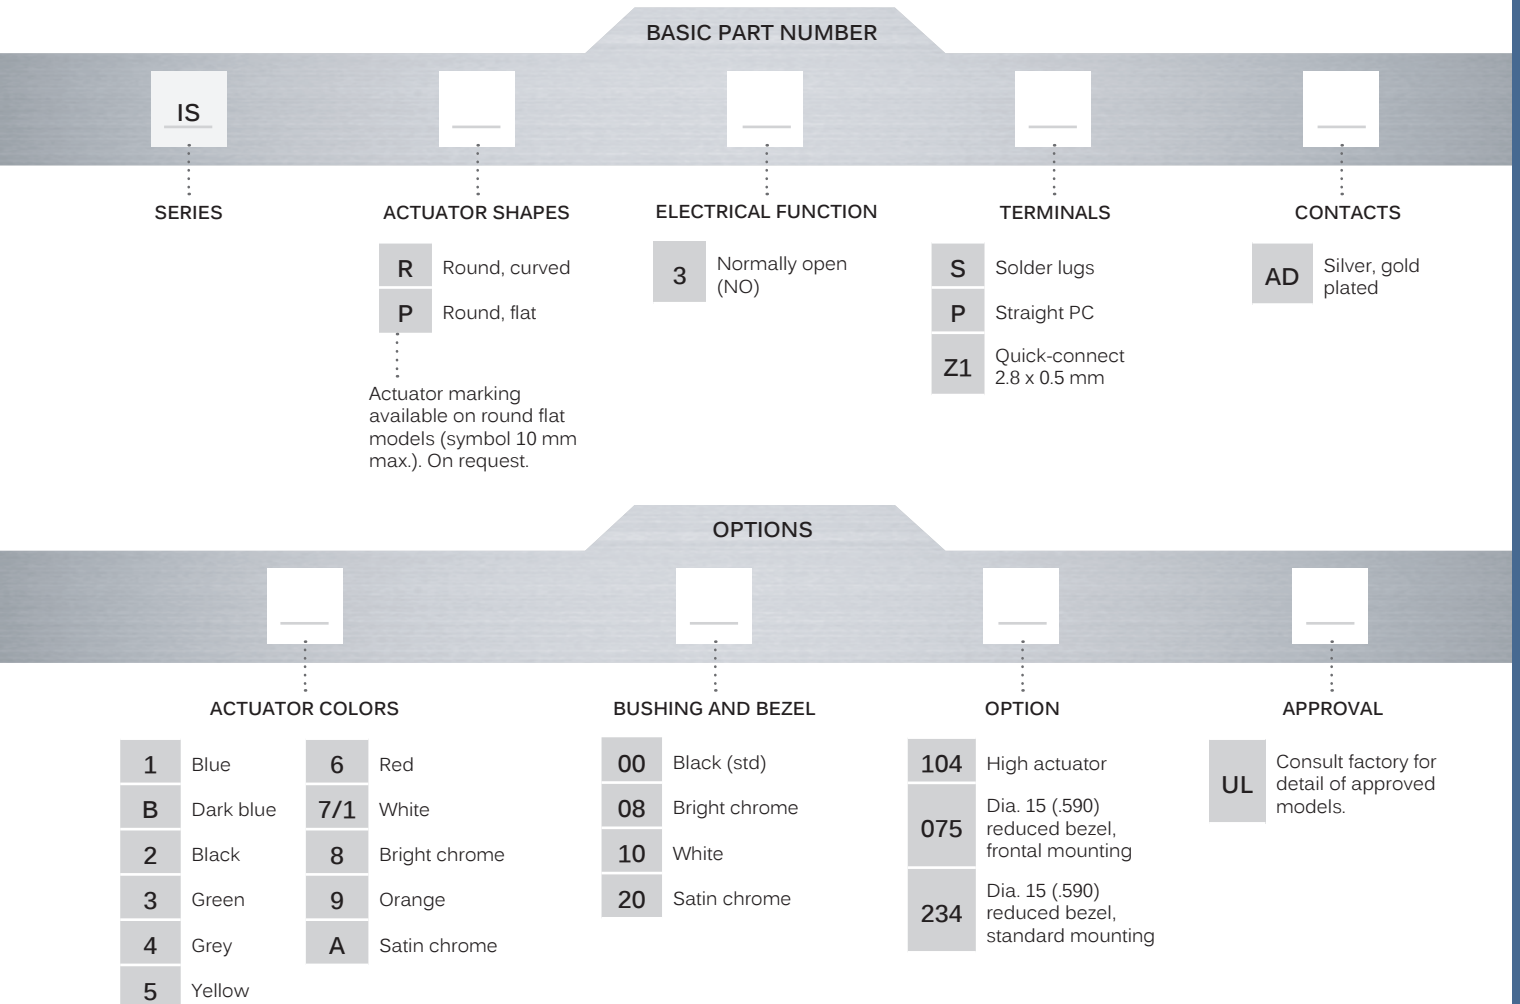 BASIC PART NUMBER
IS
SERIES
ACTUATOR SHAPES
R Round, curved
P Round, flat
Actuator marking
available on round flat
models (symbol 10 mm
max.). On request.
ELECTRICAL FUNCTION
3 Normally open
(NO)
TERMINALS
S Solder lugs
P Straight PC
Z1 Quick-connect
2.8 x 0.5 mm
CONTACTS
AD Silver, gold
plated
OPTIONS
ACTUATOR COLORS
1 Blue
B Dark blue
2 Black
3 Green
4 Grey
5 Yellow
6 Red
7/1 White
8 Bright chrome
9 Orange
A Satin chrome
BUSHING AND BEZEL
00 Black (std)
08 Bright chrome
10 White
20 Satin chrome
OPTION
104 High actuator
075 Dia. 15 (.590)
reduced bezel,
frontal mounting
234 Dia. 15 (.590)
reduced bezel,
standard mounting
APPROVAL
UL Consult factory for
detail of approved
models.